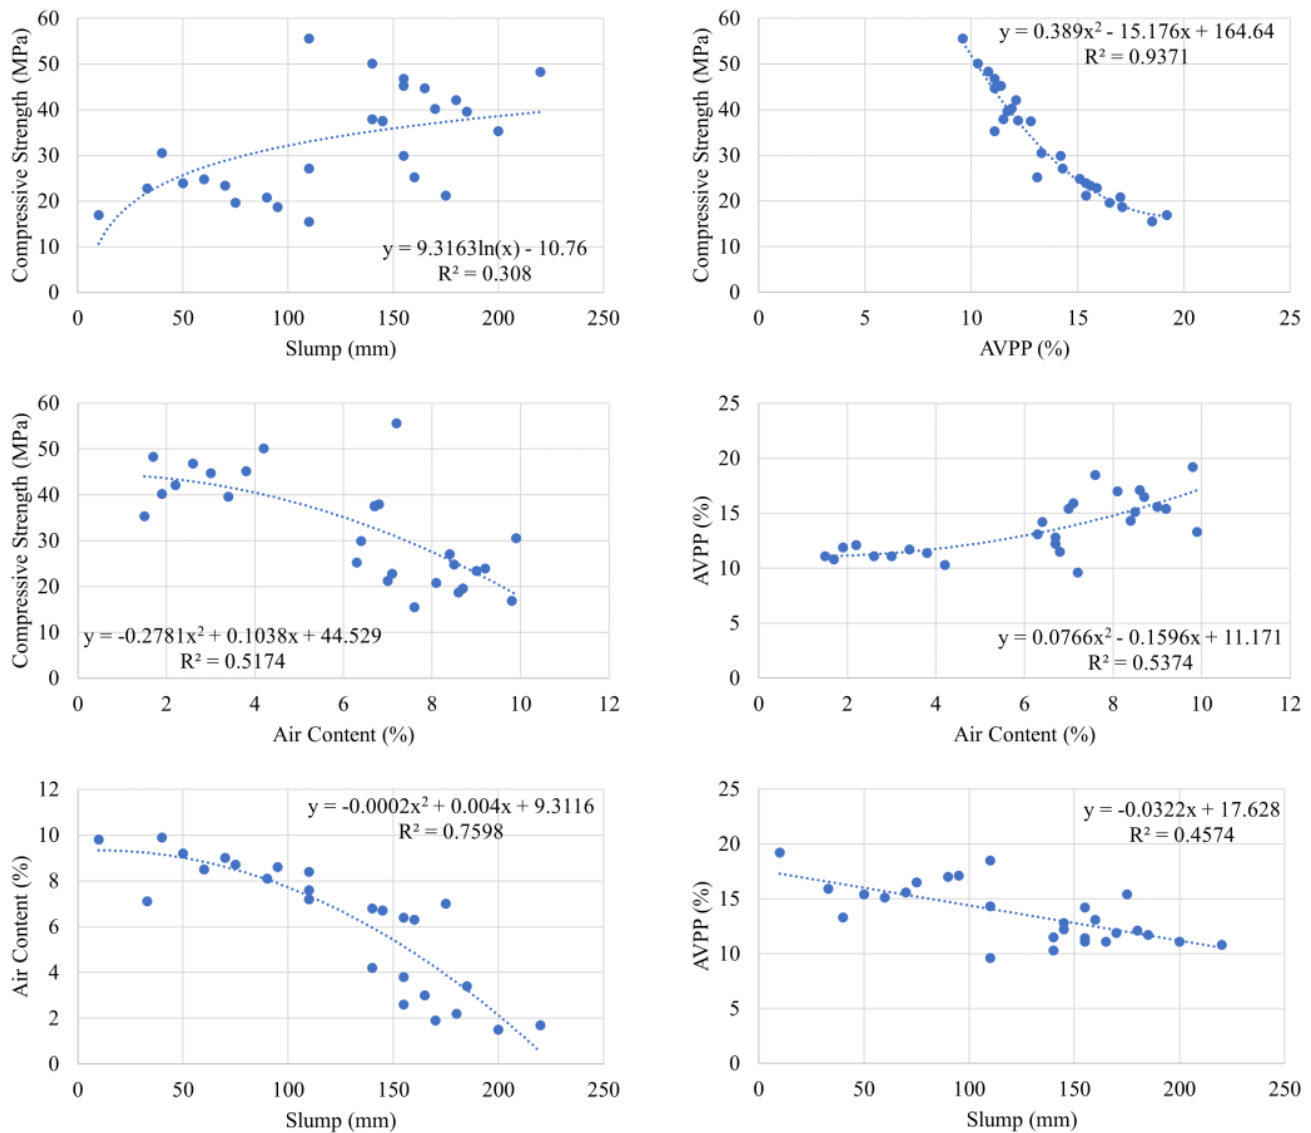 Compressive Strength (MPa)
60
50
40
30
20
10
0
y = 9.3163ln(x) - 10.76
R² = 0.308
0 50 100 150 200 250
Slump (mm)
Compressive Strength (MPa)
60
50
40
30
20
10
0
y = 0.389x² - 15.176x + 164.64
R² = 0.9371
0 5 10 15 20 25
AVPP (%)
Compressive Strength (MPa)
60
50
40
30
20
10
0
y = -0.2781x² + 0.1038x + 44.529
R² = 0.5174
0 2 4 6 8 10 12
Air Content (%)
AVPP (%)
25
20
15
10
5
0
y = 0.0766x² - 0.1596x + 11.171
R² = 0.5374
0 2 4 6 8 10 12
Air Content (%)
Air Content (%)
12
10
8
6
4
2
0
y = -0.0002x² + 0.004x + 9.3116
R² = 0.7598
0 50 100 150 200 250
Slump (mm)
AVPP (%)
25
20
15
10
5
0
y = -0.0322x + 17.628
R² = 0.4574
0 50 100 150 200 250
Slump (mm)